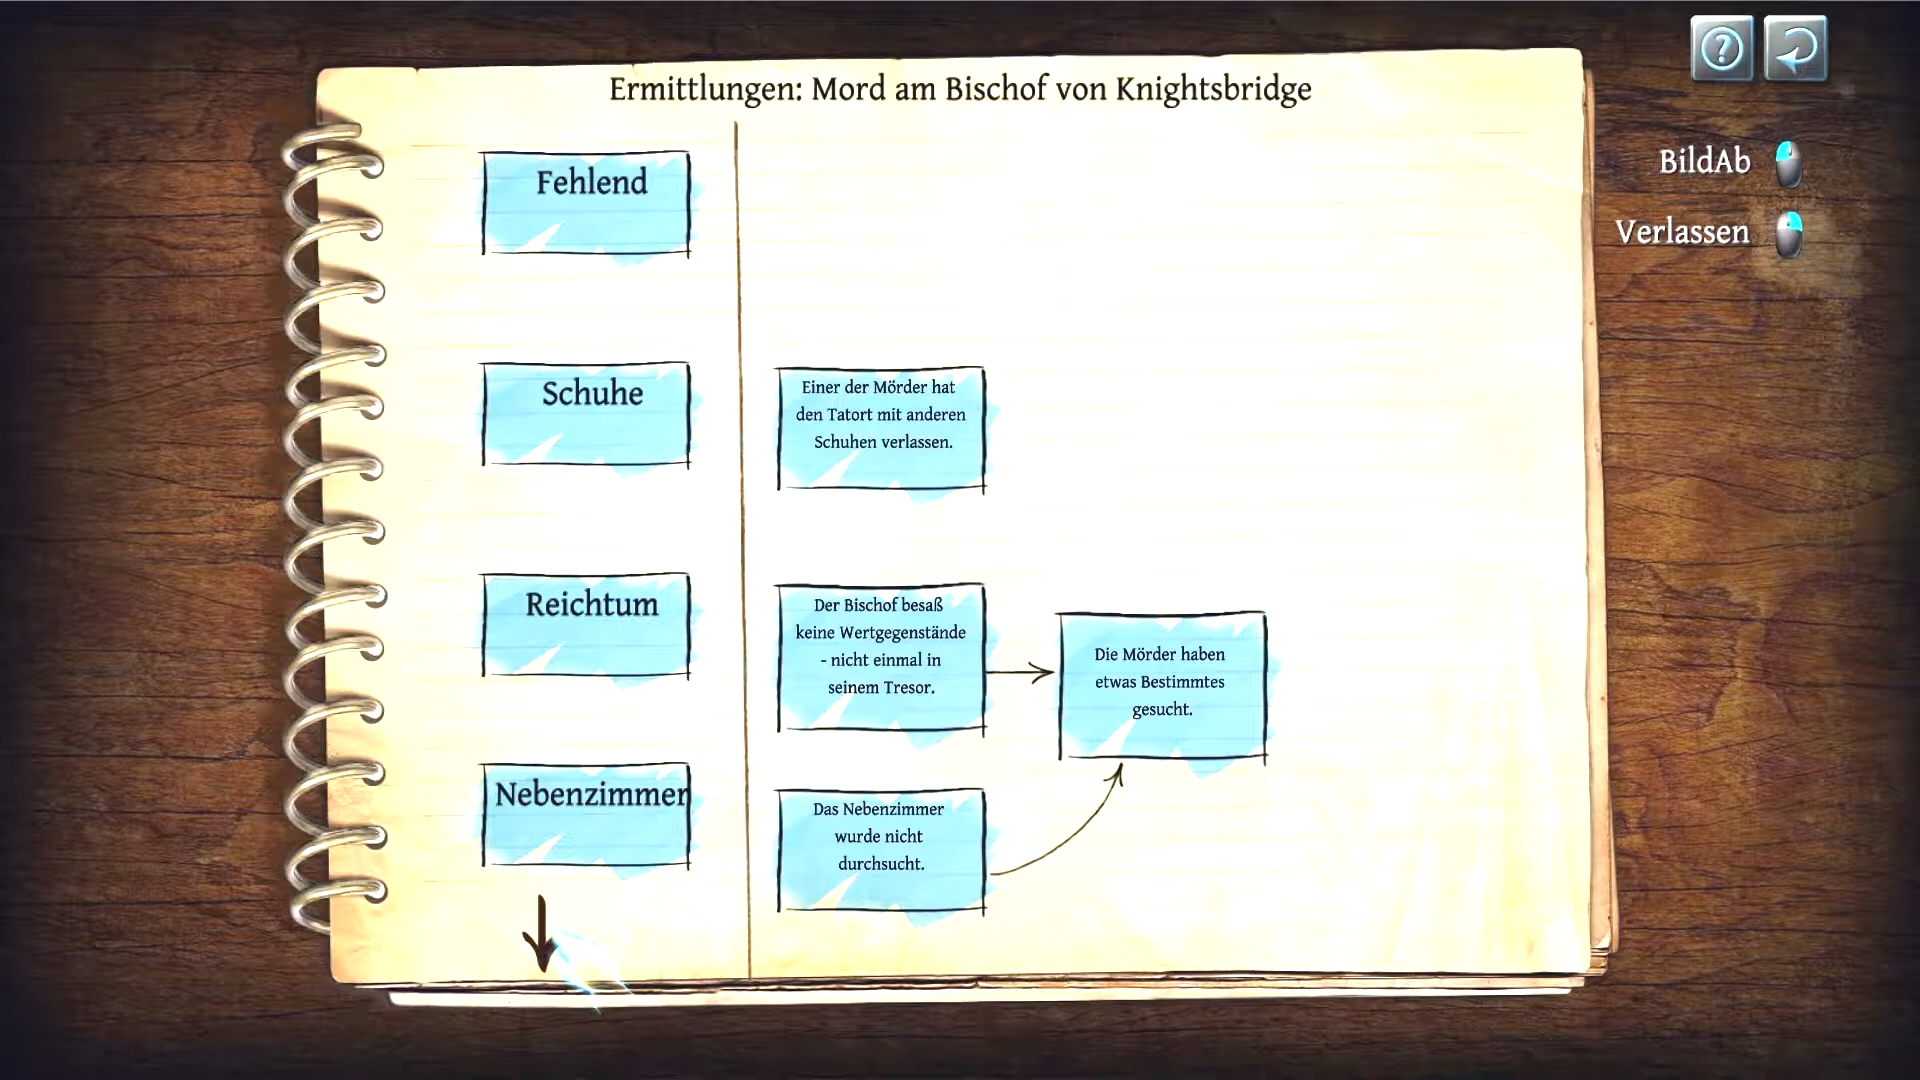 Ermittlungen: Mord am Bischof von Knightsbridge
BildAb
Verlassen
Fehlend
Schuhe
Einer der Mörder hat
den Tatort mit anderen
Schuhen verlassen.
Reichtum
Der Bischof besaß
keine Wertgegenstände
- nicht einmal in
seinem Tresor.
Die Mörder haben
etwas Bestimmtes
gesucht.
Nebenzimmer
Das Nebenzimmer
wurde nicht
durchsucht.